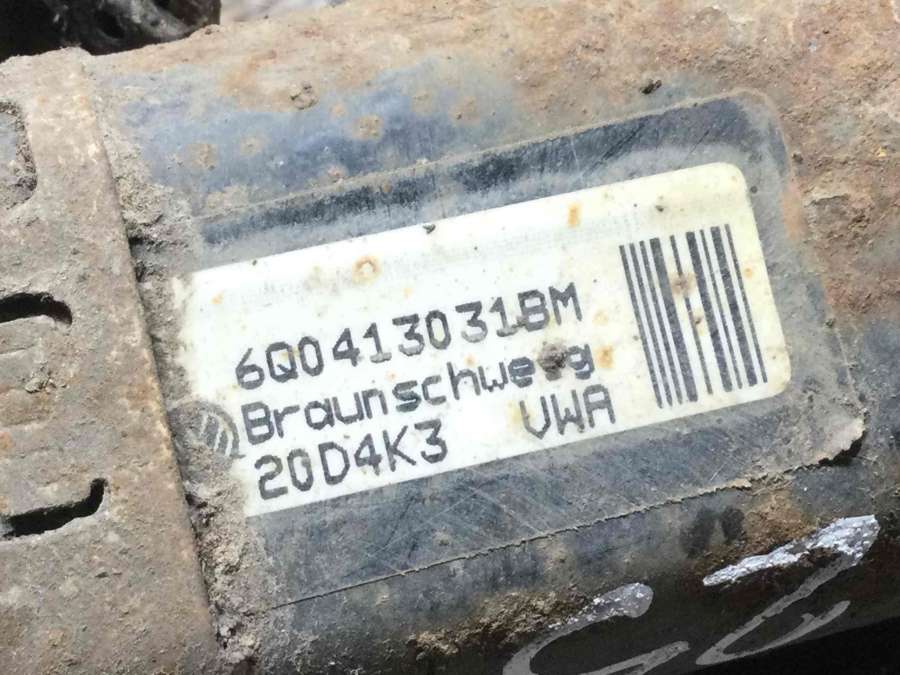 6Q0413031BM
Braunschweig
20D4K3 VWA